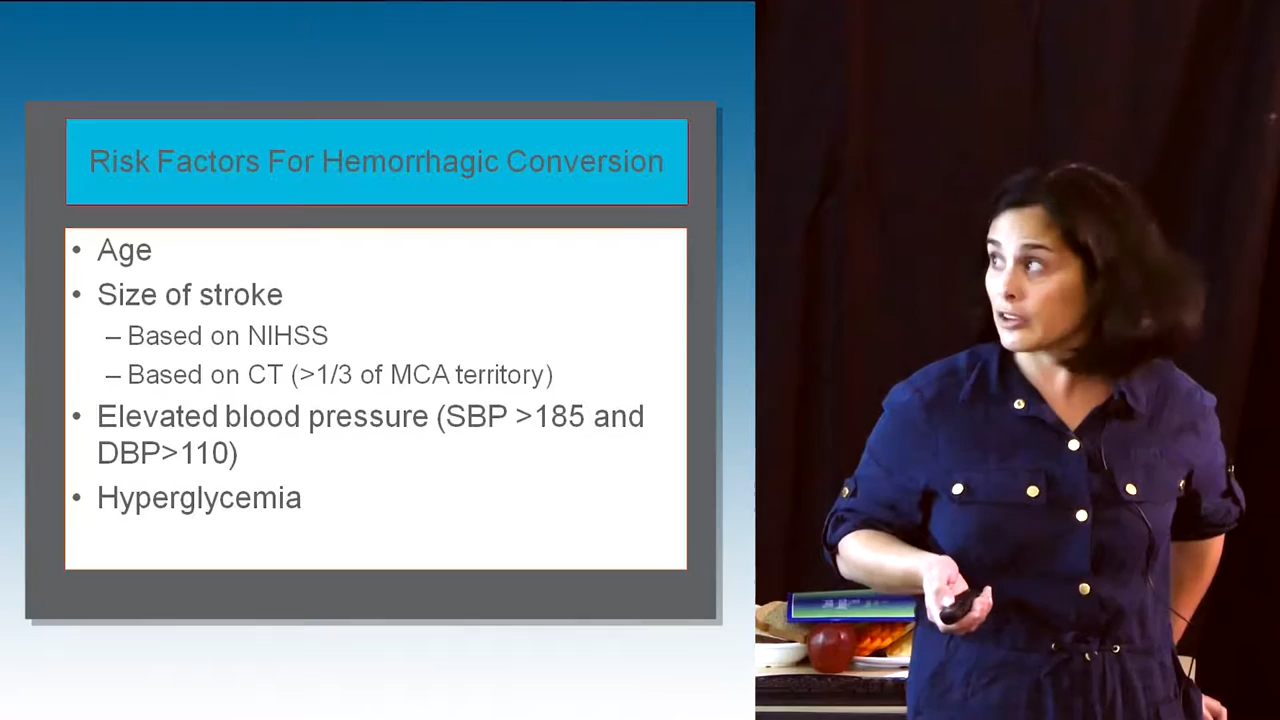 Risk Factors For Hemorrhagic Conversion
• Age
• Size of stroke
– Based on NIHSS
– Based on CT (>1/3 of MCA territory)
• Elevated blood pressure (SBP >185 and
DBP>110)
• Hyperglycemia